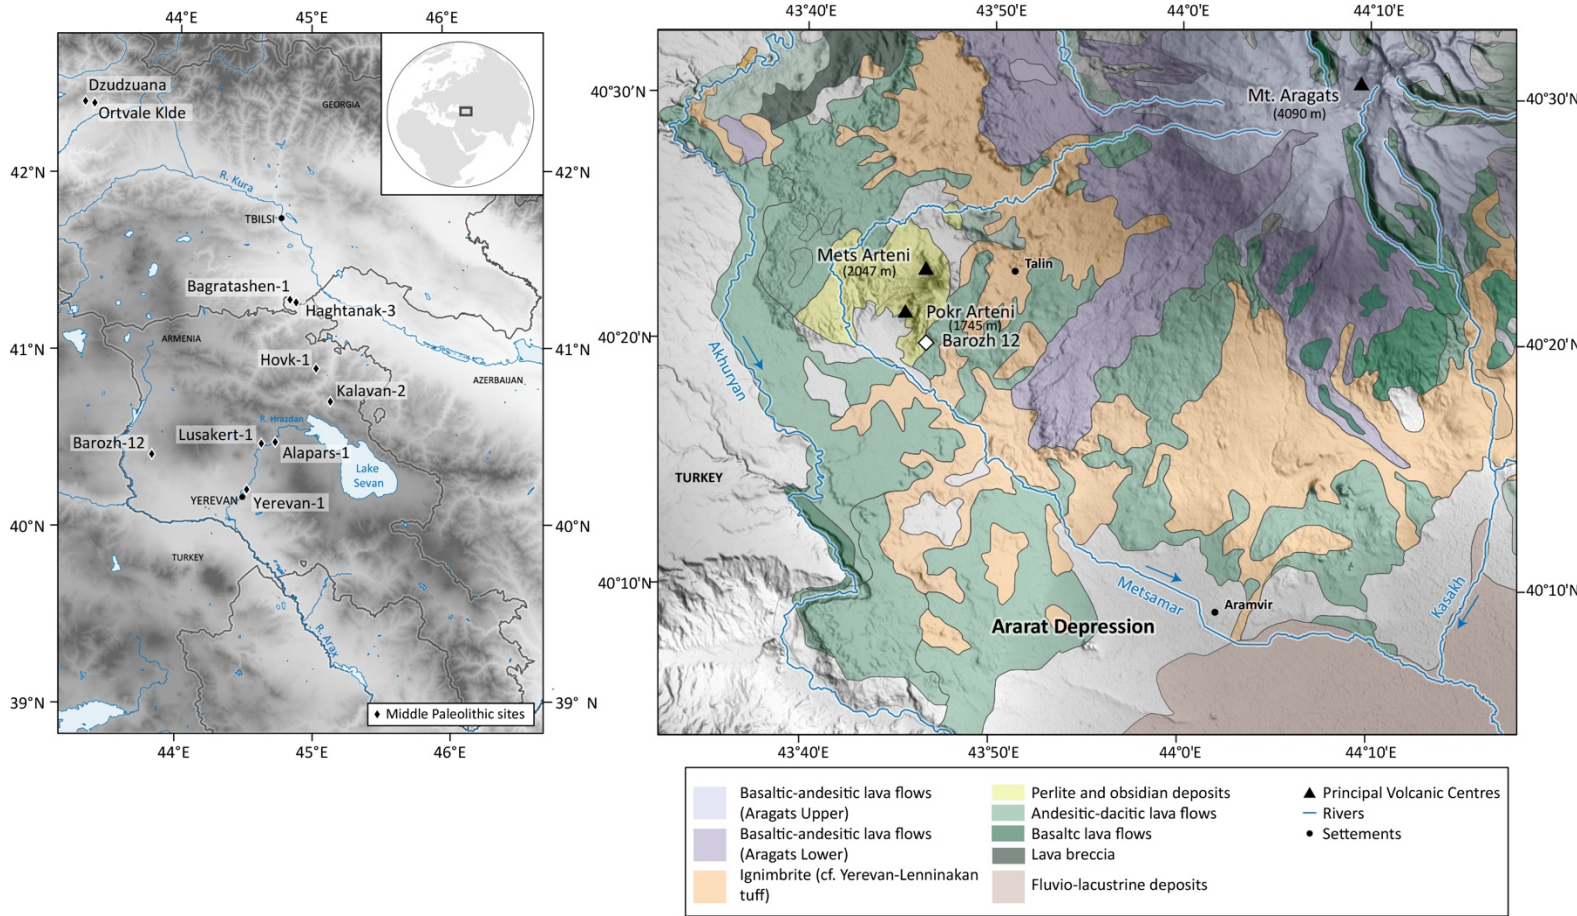 44°E
45°E
46°E
Dzudzuana
Ortvale Klde
GEORGIA
42°N
42°N
R. Kura
TBILSI
Bagratashen-1
Haghtanak-3
ARMENIA
41°N
41°N
Hovk-1
AZERBAIJAN
Kalavan-2
R. Hrazdan
Lusakert-1
Barozh-12
Alapars-1
Lake
Sevan
YEREVAN
Yerevan-1
40°N
40°N
TURKEY
R. Arax
39°N
39° N
Middle Paleolithic sites
44°E
45°E
46°E
43°40'E
43°50'E
44°00'E
44°10'E
40°30'N
40°30'N
Mt. Aragats
(4090 m)
Mets Arteni
(2047 m)
Talin
Pokr Arteni
(1745 m)
Barozh 12
40°20'N
40°20'N
Akhuryan
TURKEY
40°10'N
40°10'N
Metsamar
Aramvir
Kasakh
Ararat Depression
43°40'E
43°50'E
44°00'E
44°10'E
Basaltic-andesitic lava flows
(Aragats Upper)
Basaltic-andesitic lava flows
(Aragats Lower)
Ignimbrite (cf. Yerevan-Lenninakan
tuff)
Perlite and obsidian deposits
Andesitic-dacitic lava flows
Basaltc lava flows
Lava breccia
Fluvio-lacustrine deposits
Principal Volcanic Centres
Rivers
Settements